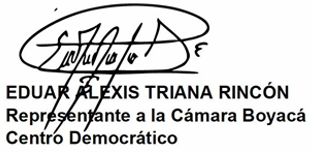 EDUAR ALEXIS TRIANA RINCÓN
Representante a la Cámara Boyacá
Centro Democrático